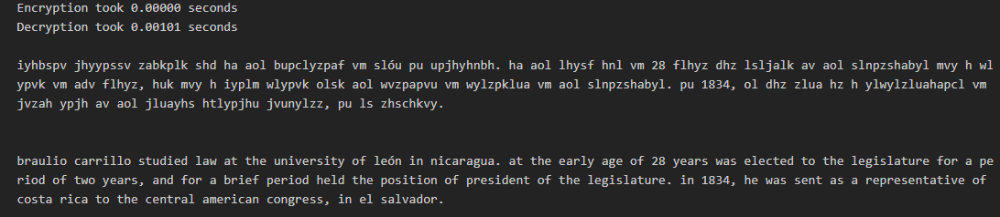 Encryption took 0.00000 seconds
Decryption took 0.00101 seconds
iyhbspv jhyypssv zabkplk shd ha aol bupclyzpaf vm slóu pu upjhyhnbh. ha aol lhysf hnl vm 28 flhyz dhz lsljalk av aol slnpzshabyl mvy h wl
ypvk vm adv flhyz, huk mvy h iyplm wlypvk olsk aol wvzpapvu vm wylzpklua vm aol slnpzshabyl. pu 1834, ol dhz zlua hz h ylwylzluahapcl vm
jvzah ypjh av aol jluayhs htlypjhu jvunylzz, pu ls zhschkvy.
braulio carrillo studied law at the university of león in nicaragua. at the early age of 28 years was elected to the legislature for a pe
riod of two years, and for a brief period held the position of president of the legislature. in 1834, he was sent as a representative of
costa rica to the central american congress, in el salvador.